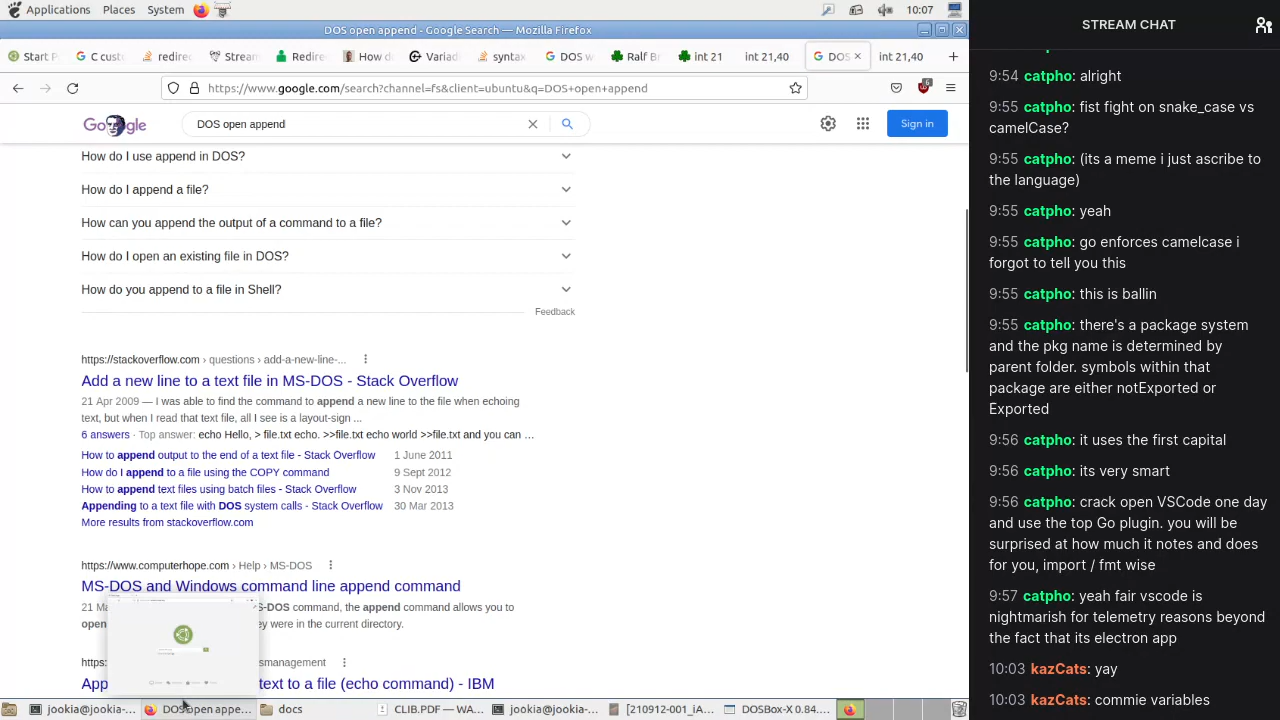 Applications Places System 10:07
DOS open append - Google Search — Mozilla Firefox
Start P G C custo redirec Stream Redire How do Variadi syntax DOS w Ralf Br int 21 int 21,40 DOS int 21,40
https://www.google.com/search?channel=fs&client=ubuntu&q=DOS+open+append
DOS open append
Sign in
How do I use append in DOS?
How do I append a file?
How can you append the output of a command to a file?
How do I open an existing file in DOS?
How do you append to a file in Shell?
Feedback
https://stackoverflow.com › questions › add-a-new-line-...
Add a new line to a text file in MS-DOS - Stack Overflow
21 Apr 2009 — I was able to find the command to append a new line to the file when echoing
text, but when I read that text file, all I see is a layout-sign ...
6 answers · Top answer: echo Hello, > file.txt echo. >>file.txt echo world >>file.txt and you can ...
How to append output to the end of a text file - Stack Overflow 1 June 2011
How do I append to a file using the COPY command 9 Sept 2012
How to append text files using batch files - Stack Overflow 3 Nov 2013
Appending to a text file with DOS system calls - Stack Overflow 30 Mar 2013
More results from stackoverflow.com
https://www.computerhope.com › Help › MS-DOS
MS-DOS and Windows command line append command
21 Ma S-DOS command, the append command allows you to
open ey were in the current directory.
https: smanagement
App text to a file (echo command) - IBM
jookia@jookia-... DOS open appe... docs CLIB.PDF — WA... jookia@jookia-... [210912-001_iA... DOSBox-X 0.84....
STREAM CHAT
9:54 catpho: alright
9:55 catpho: fist fight on snake_case vs
camelCase?
9:55 catpho: (its a meme i just ascribe to
the language)
9:55 catpho: yeah
9:55 catpho: go enforces camelcase i
forgot to tell you this
9:55 catpho: this is ballin
9:55 catpho: there's a package system
and the pkg name is determined by
parent folder. symbols within that
package are either notExported or
Exported
9:56 catpho: it uses the first capital
9:56 catpho: its very smart
9:56 catpho: crack open VSCode one day
and use the top Go plugin. you will be
surprised at how much it notes and does
for you, import / fmt wise
9:57 catpho: yeah fair vscode is
nightmarish for telemetry reasons beyond
the fact that its electron app
10:03 kazCats: yay
10:03 kazCats: commie variables